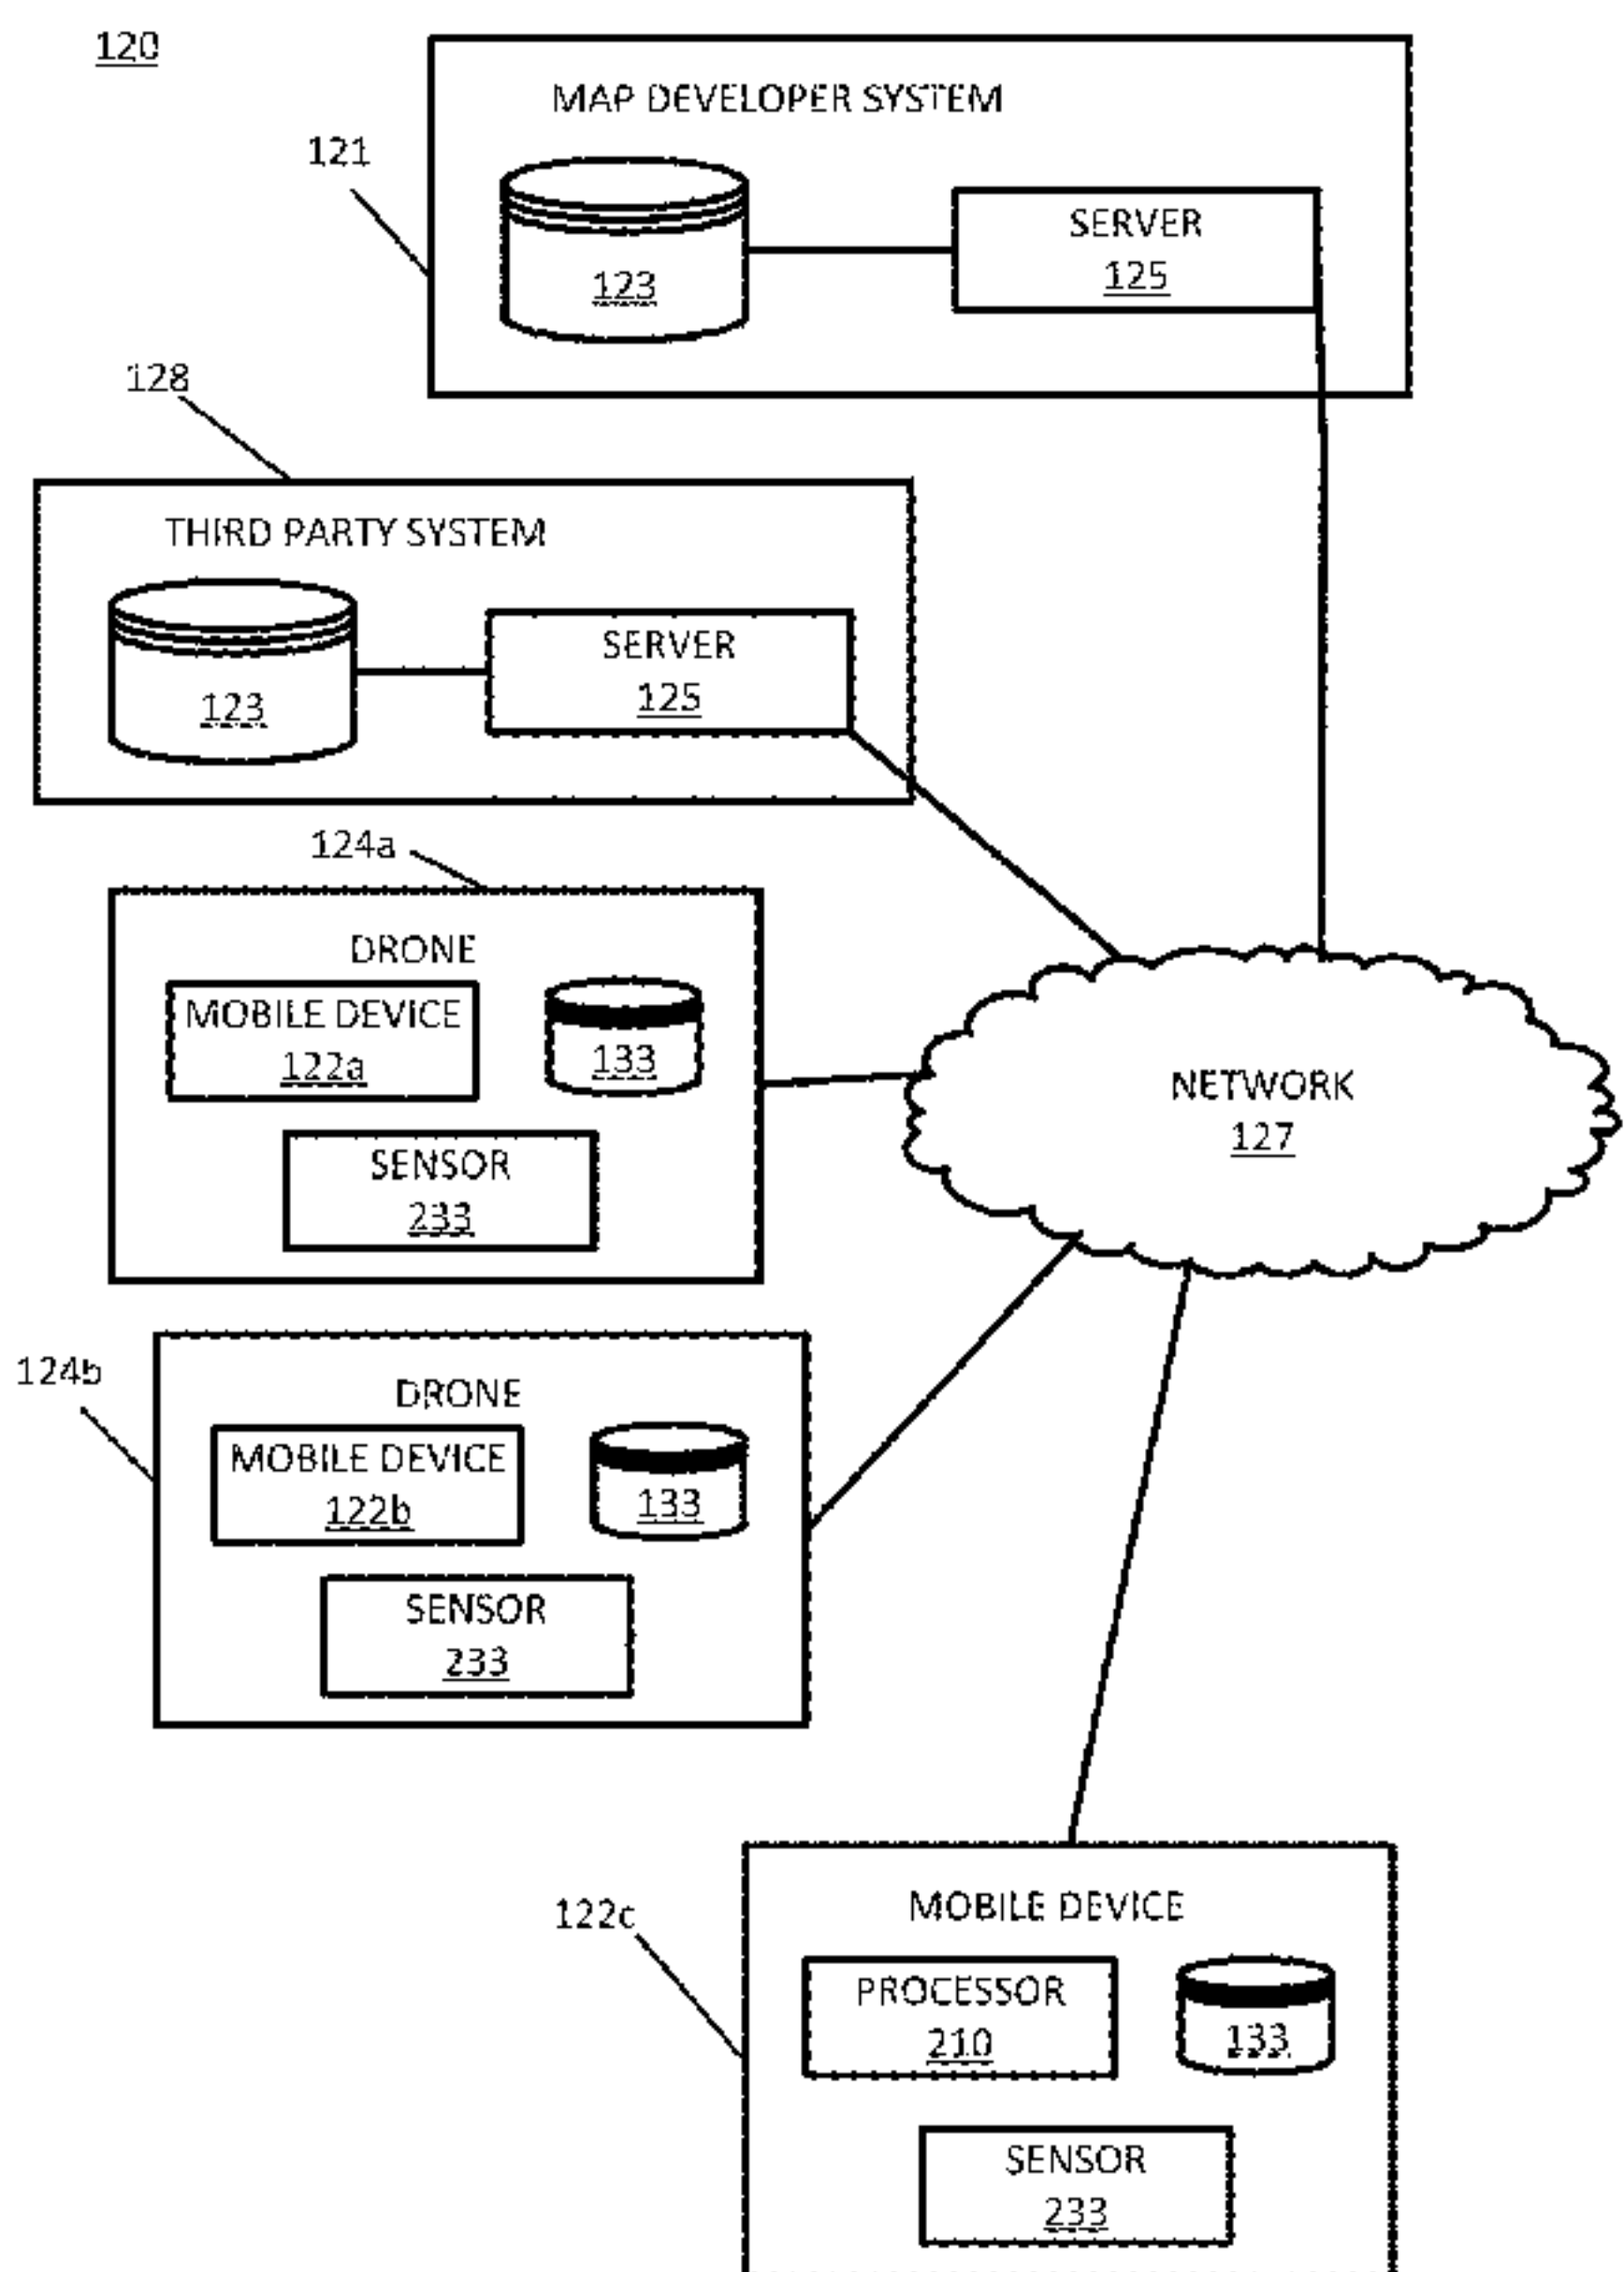 120
MAP DEVELOPER SYSTEM
121
SERVER
123
125
128
THIRD PARTY SYSTEM
SERVER
123
125
124a
DRONE
MOBILE DEVICE
122a
133
SENSOR
233
NETWORK
127
124b
DRONE
MOBILE DEVICE
122b
133
SENSOR
233
122c
MOBILE DEVICE
PROCESSOR
210
133
SENSOR
233